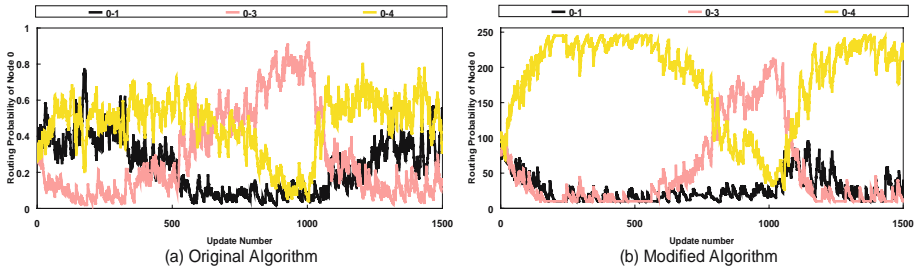 0-1 0-3 0-4
1
0.8
0.6
0.4
0.2
0
Routing Probability of Node 0
0 500 1000 1500
Update Number
(a) Original Algorithm
0-1 0-3 0-4
250
200
150
100
50
0
Routing Probability of Node 0
0 500 1000 1500
Update number
(b) Modified Algorithm